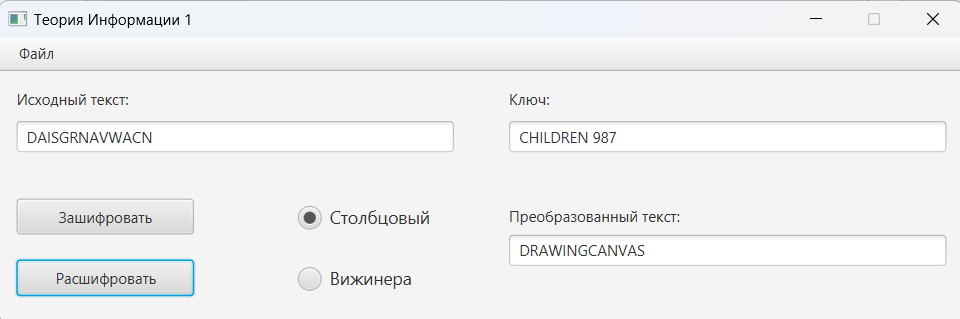 Теория Информации 1
Файл
Исходный текст:
Ключ:
DAISGRNAVWACN
CHILDREN 987
Зашифровать
Столбцовый
Преобразованный текст:
DRAWINGCANVAS
Расшифровать
Вижинера